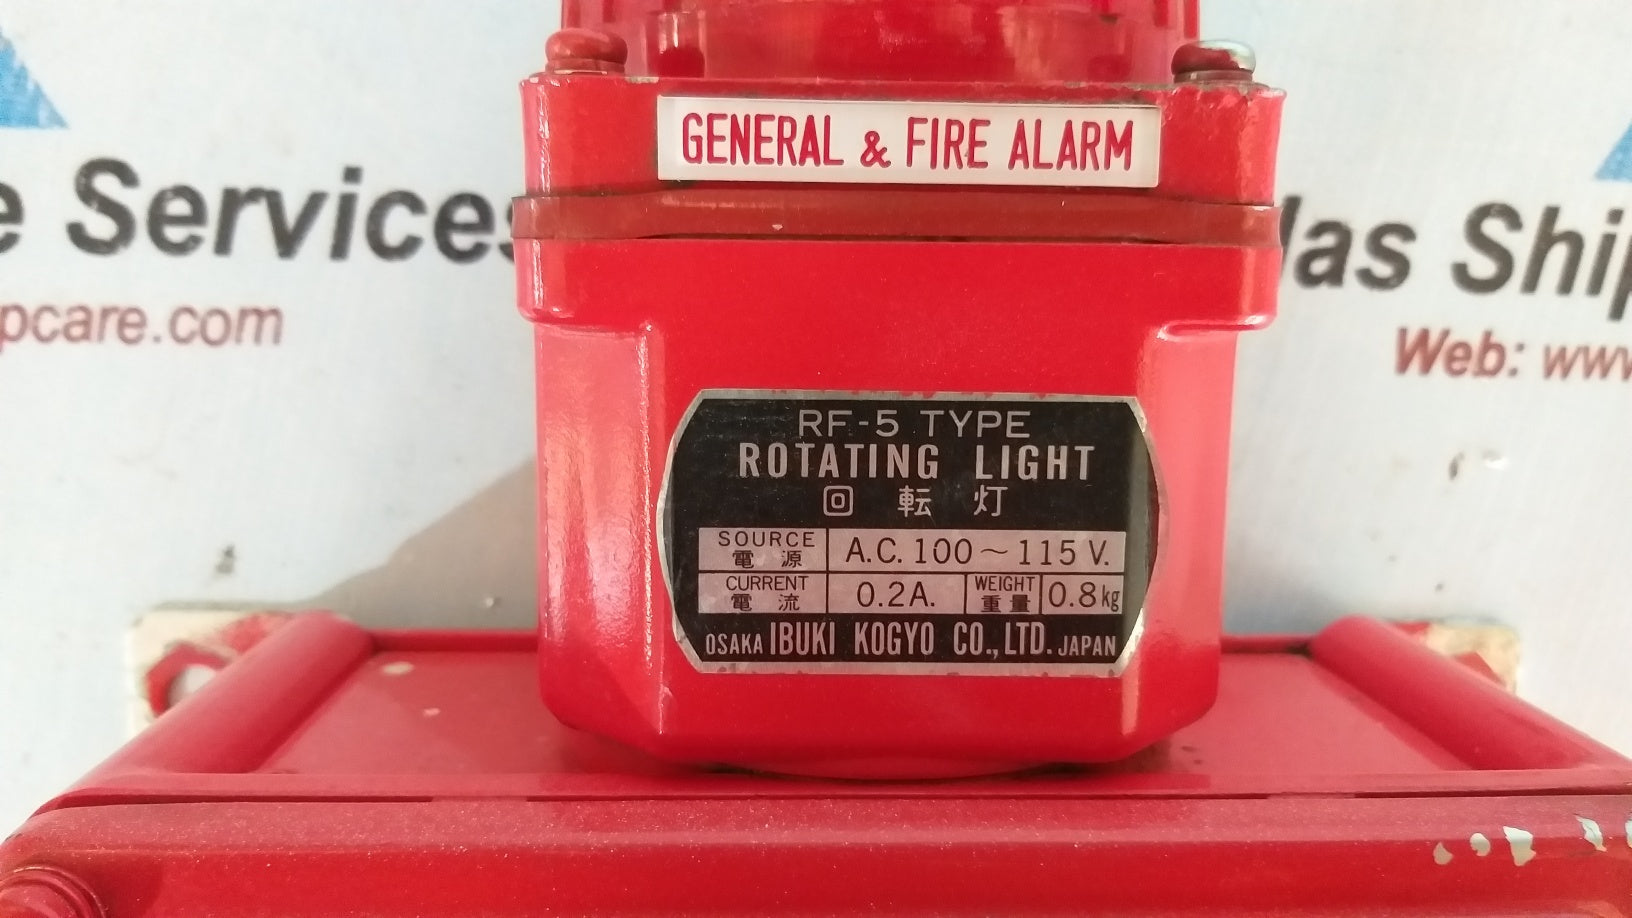 GENERAL & FIRE ALARM
Services
las Ship
pcare.com
Web: www
RF-5 TYPE
ROTATING LIGHT
回転灯
SOURCE
電源
A.C. 100～115 V.
CURRENT
電流
0.2A.
WEIGHT
重量
0.8kg
OSAKA IBUKI KOGYO CO., LTD. JAPAN